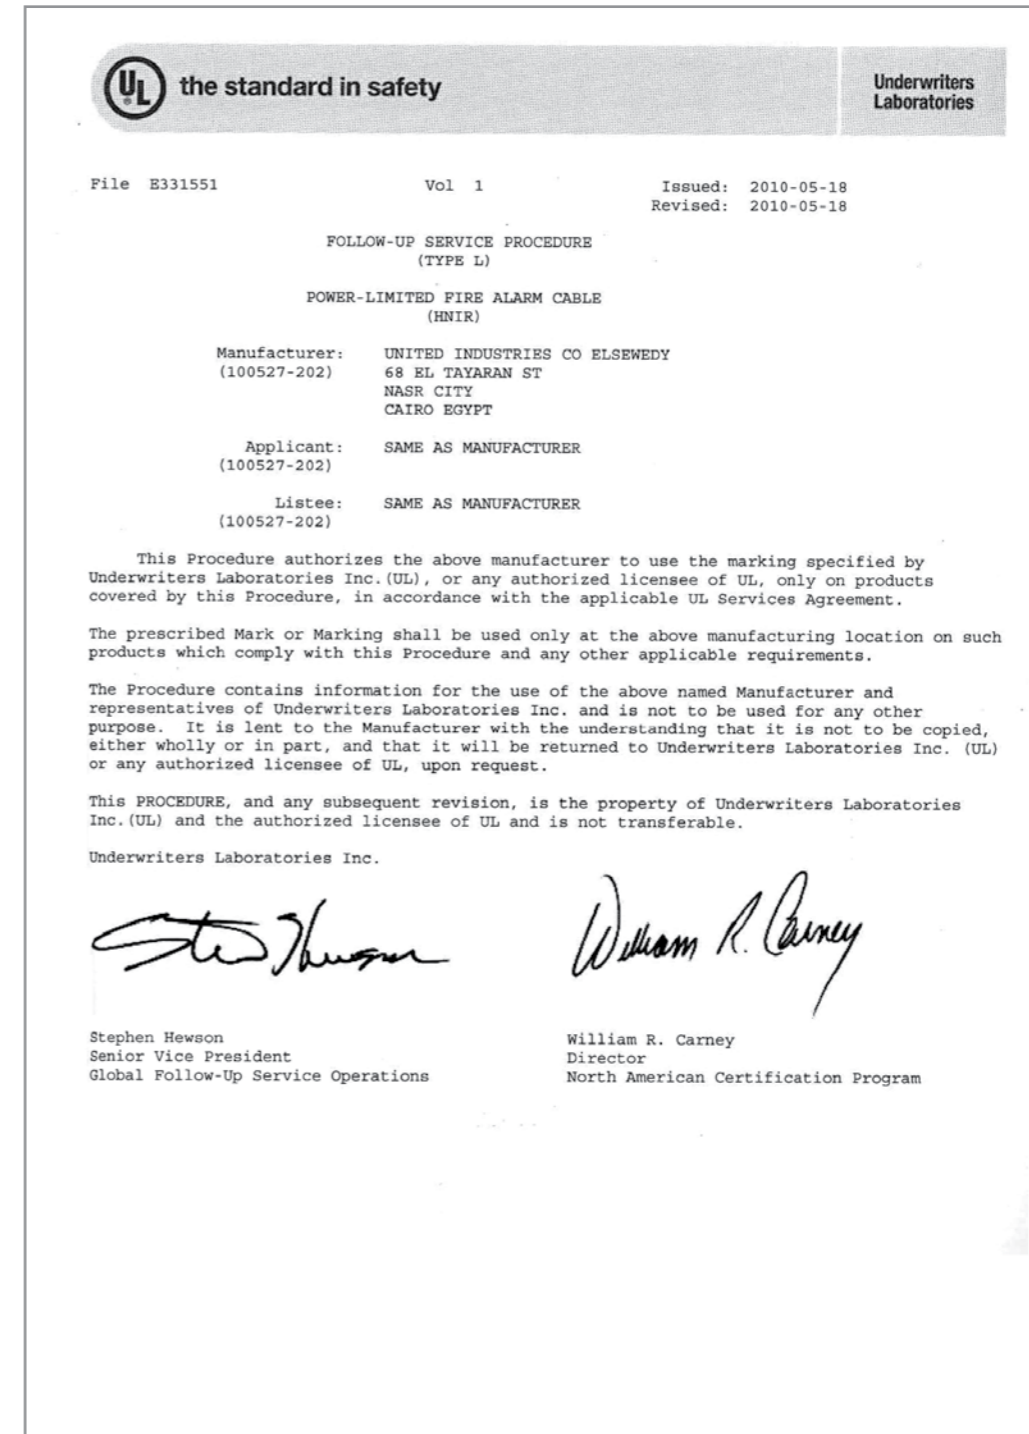 UL the standard in safety
Underwriters
Laboratories
File E331551 Vol 1 Issued: 2010-05-18
Revised: 2010-05-18
FOLLOW-UP SERVICE PROCEDURE
(TYPE L)
POWER-LIMITED FIRE ALARM CABLE
(HNIR)
Manufacturer: UNITED INDUSTRIES CO ELSEWEDY
(100527-202) 68 EL TAYARAN ST
NASR CITY
CAIRO EGYPT
Applicant: SAME AS MANUFACTURER
(100527-202)
Listee: SAME AS MANUFACTURER
(100527-202)
This Procedure authorizes the above manufacturer to use the marking specified by
Underwriters Laboratories Inc.(UL), or any authorized licensee of UL, only on products
covered by this Procedure, in accordance with the applicable UL Services Agreement.
The prescribed Mark or Marking shall be used only at the above manufacturing location on such
products which comply with this Procedure and any other applicable requirements.
The Procedure contains information for the use of the above named Manufacturer and
representatives of Underwriters Laboratories Inc. and is not to be used for any other
purpose. It is lent to the Manufacturer with the understanding that it is not to be copied,
either wholly or in part, and that it will be returned to Underwriters Laboratories Inc. (UL)
or any authorized licensee of UL, upon request.
This PROCEDURE, and any subsequent revision, is the property of Underwriters Laboratories
Inc.(UL) and the authorized licensee of UL and is not transferable.
Underwriters Laboratories Inc.
William R. Carney
Stephen Hewson
Senior Vice President
Global Follow-Up Service Operations
William R. Carney
Director
North American Certification Program